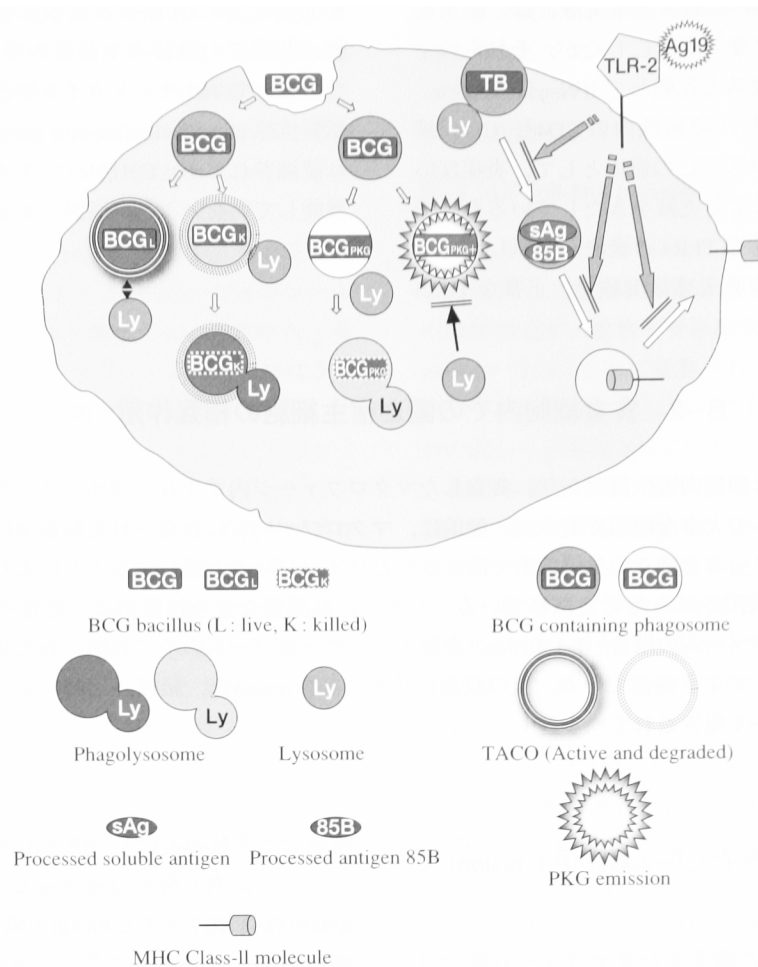 BCG
TB
Ly
TLR-2
Ag19
BCG
BCG
BCGL
BCGK
Ly
BCGPKG
BCGPKG+
sAg
85B
Ly
Ly
BCGK
Ly
BCGPKG
Ly
Ly
BCG BCGL BCGK
BCG bacillus (L : live, K : killed)
BCG BCG
BCG containing phagosome
Ly Ly Ly
Phagolysosome Lysosome
TACO (Active and degraded)
sAg 85B
Processed soluble antigen Processed antigen 85B
PKG emission
MHC Class-II molecule